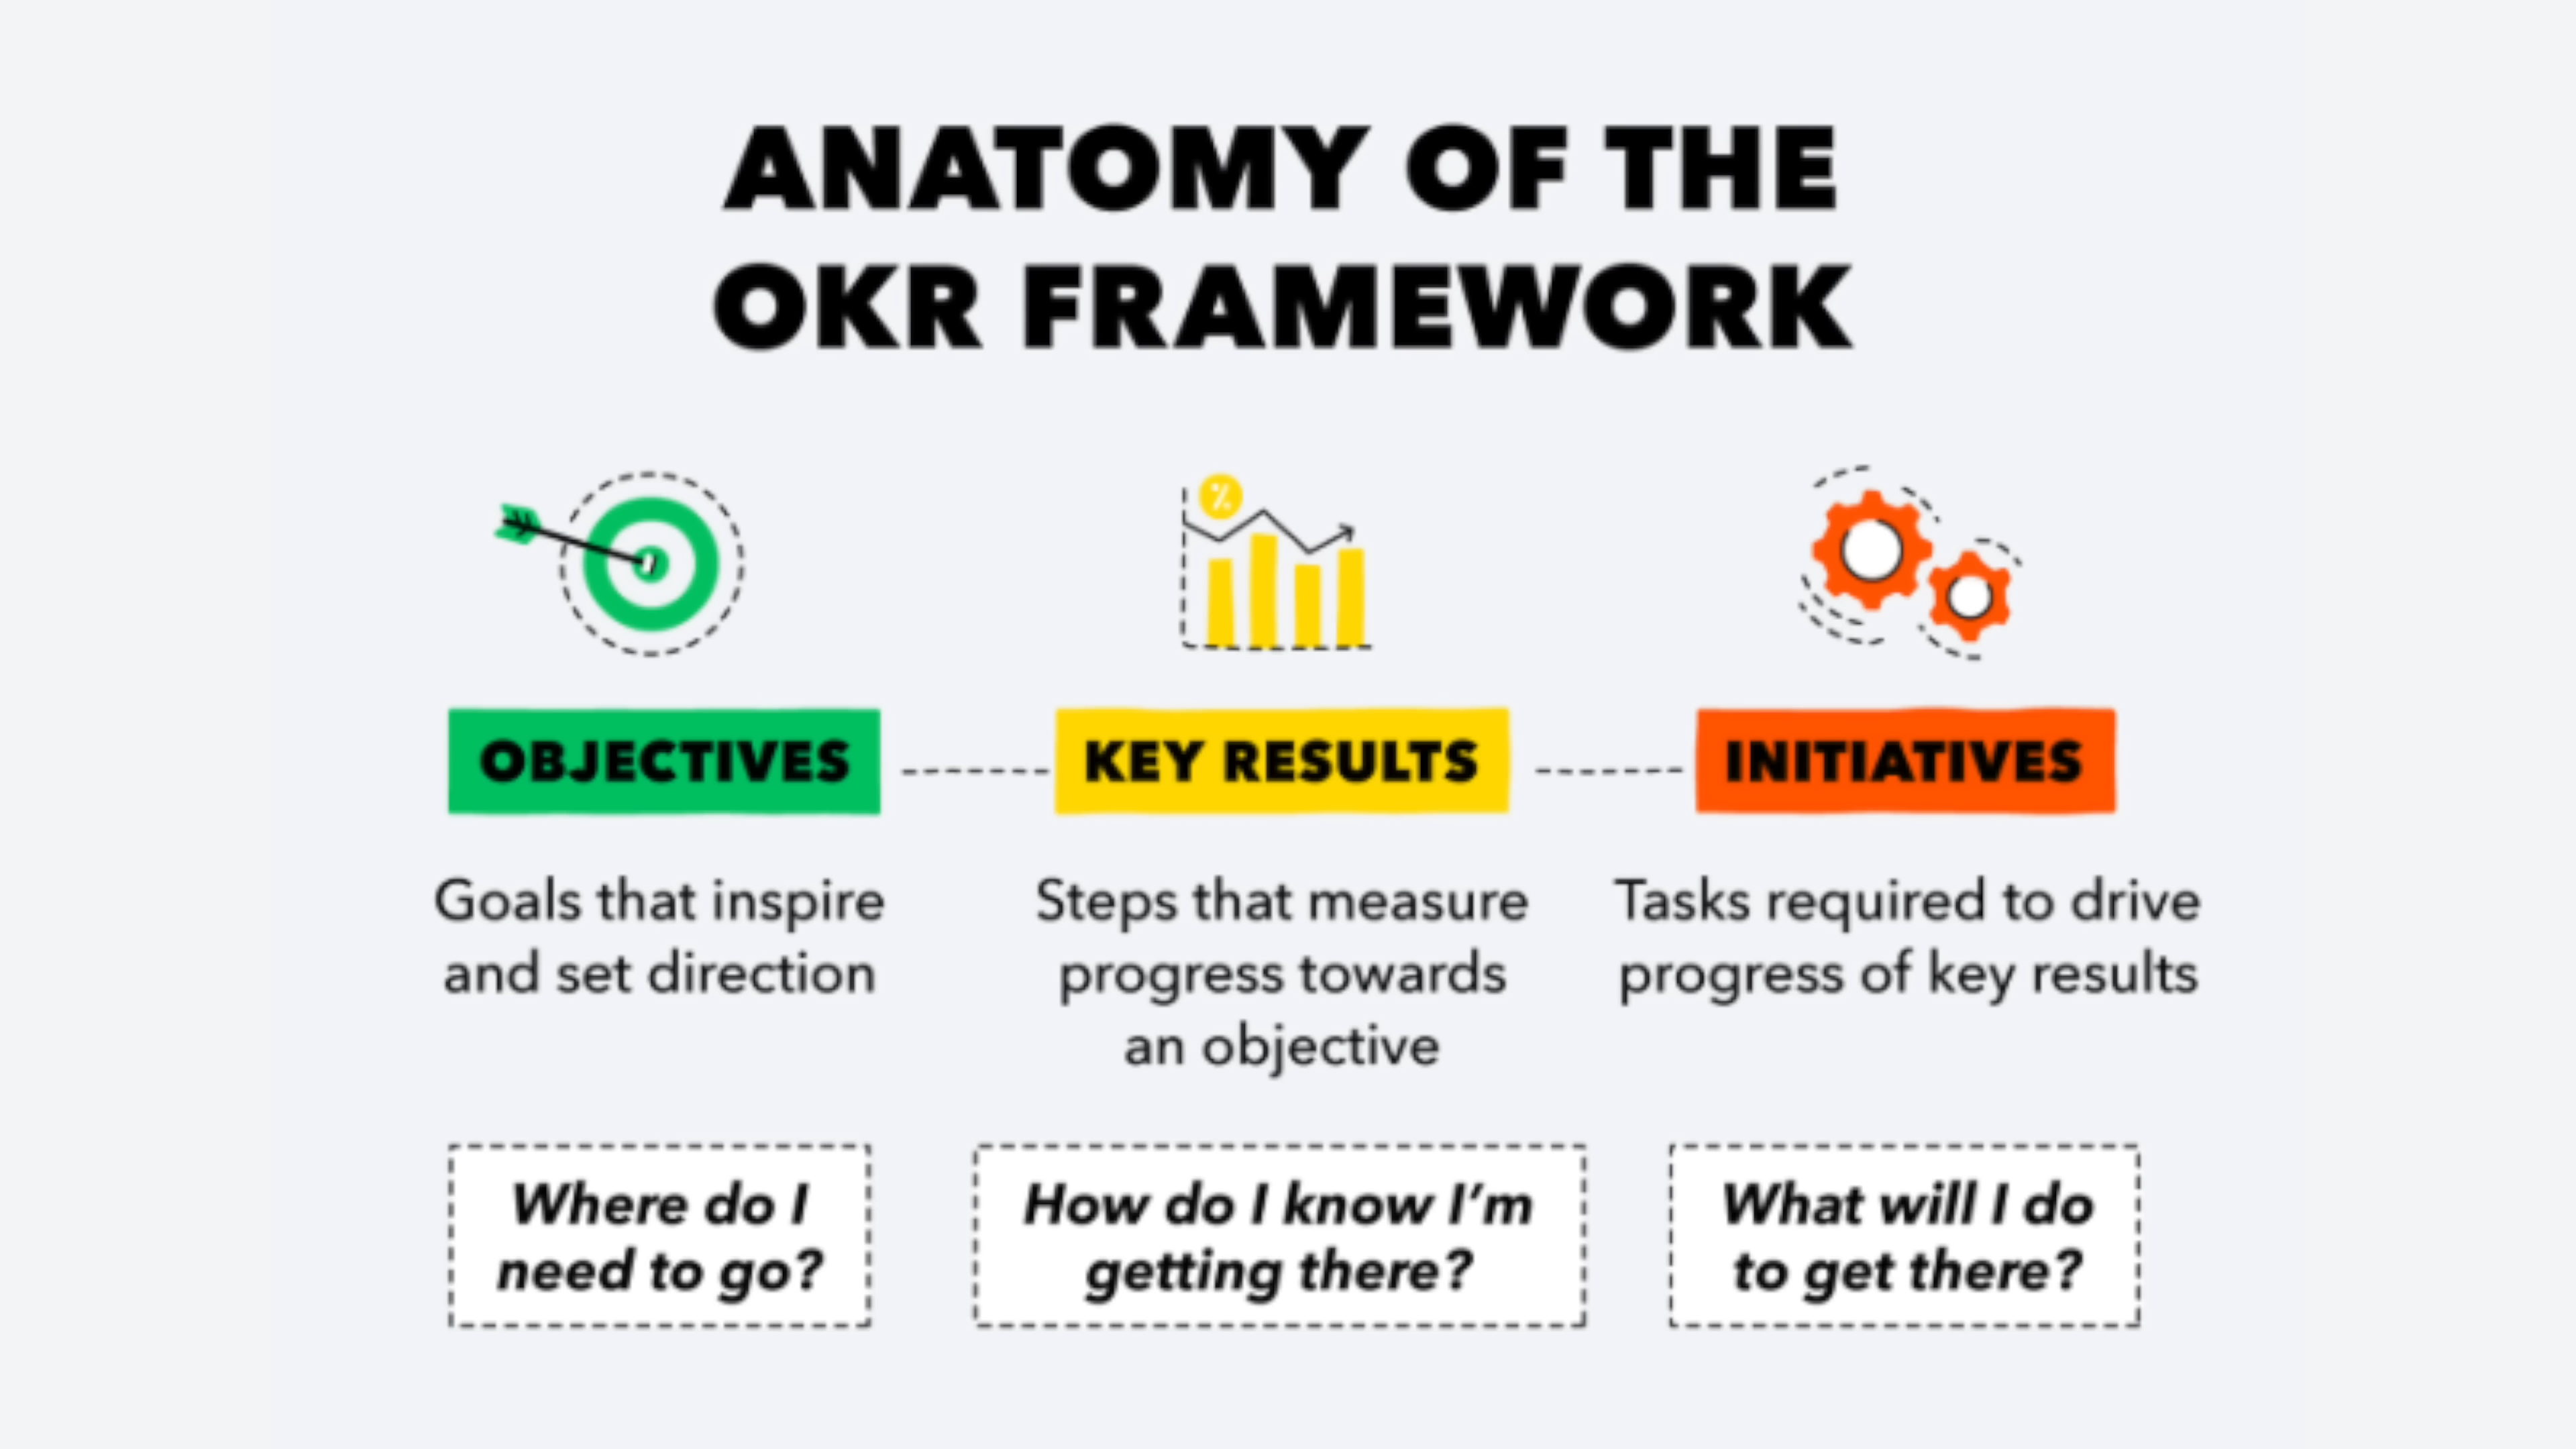 ANATOMY OF THE
OKR FRAMEWORK
%
OBJECTIVES
KEY RESULTS
INITIATIVES
Goals that inspire
and set direction
Steps that measure
progress towards
an objective
Tasks required to drive
progress of key results
Where do I
need to go?
How do I know I'm
getting there?
What will I do
to get there?